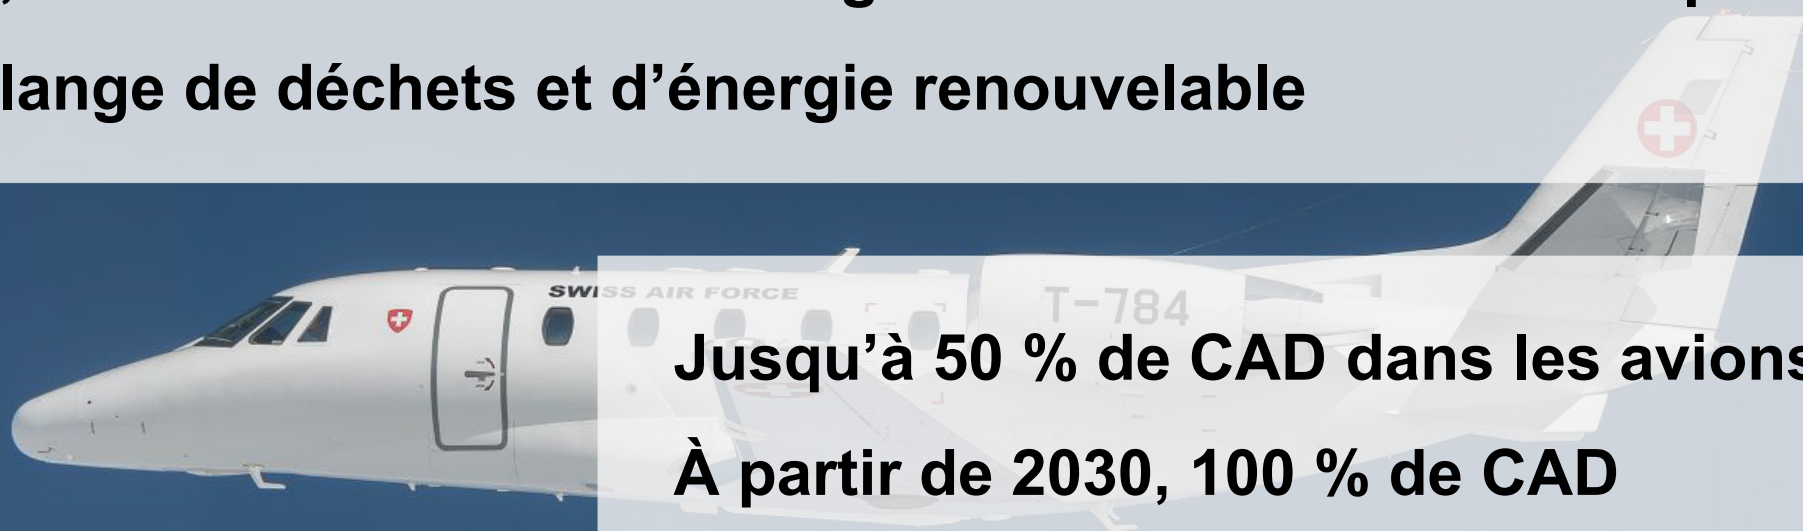 lange de déchets et d’énergie renouvelable
SWISS AIR FORCE
T-784
Jusqu’à 50 % de CAD dans les avions
À partir de 2030, 100 % de CAD